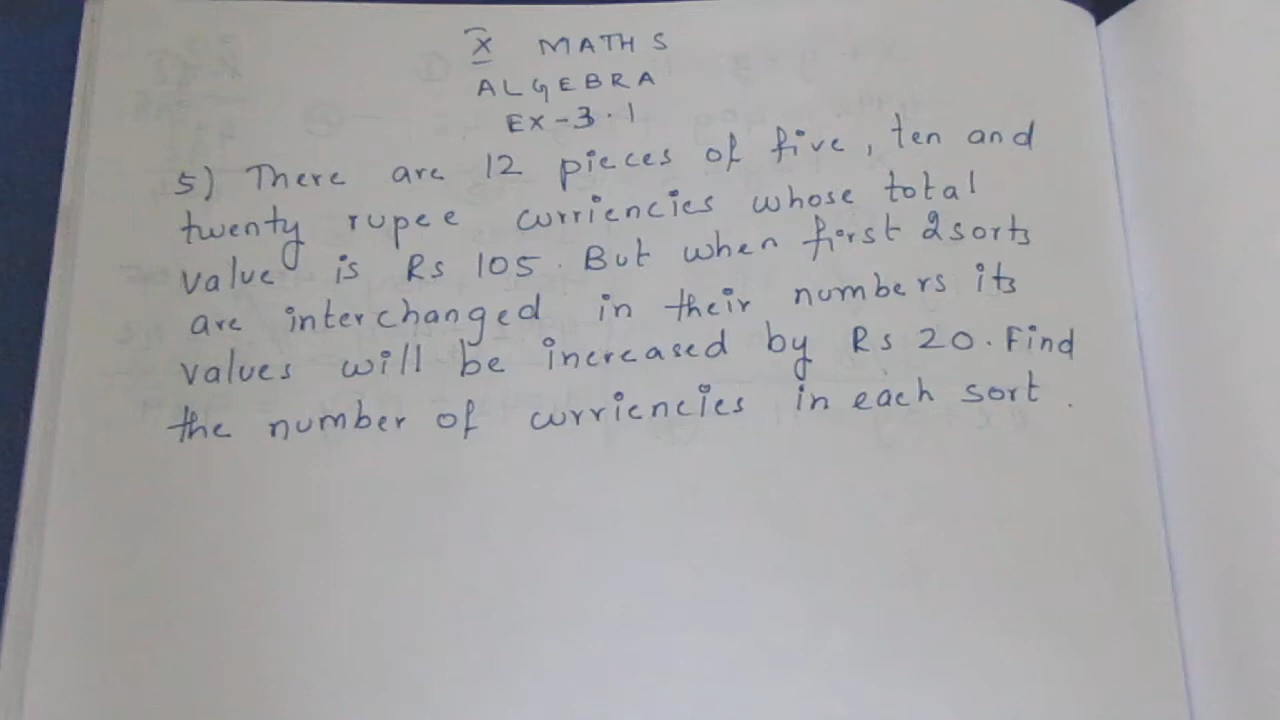 X MATHS
ALGEBRA
EX-3.1
5) There are 12 pieces of five, ten and
twenty rupee curriencies whose total
value is Rs 105. But when first 2 sorts
are interchanged in their numbers its
values will be increased by Rs 20. Find
the number of curriencies in each sort.